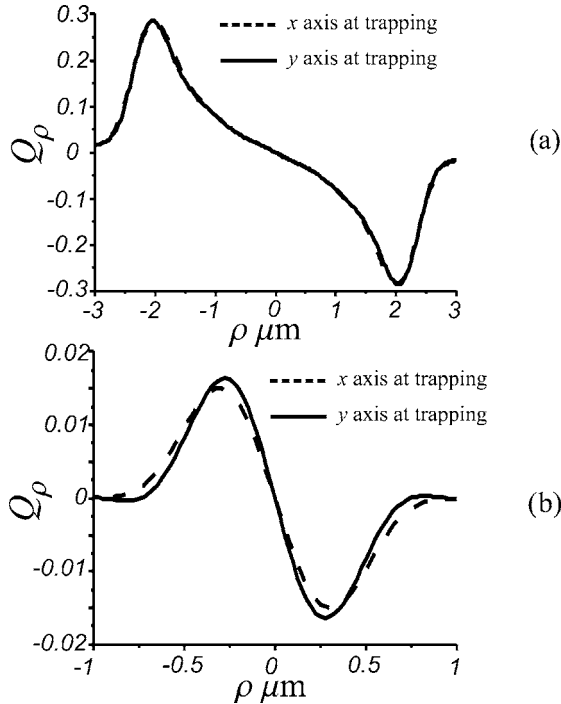 0.3
0.2
0.1
0
-0.1
-0.2
-0.3
Qρ
x axis at trapping
y axis at trapping
(a)
-3 -2 -1 0 1 2 3
ρ μm
0.02
0.01
0
-0.01
-0.02
Qρ
x axis at trapping
y axis at trapping
(b)
-1 -0.5 0 0.5 1
ρ μm